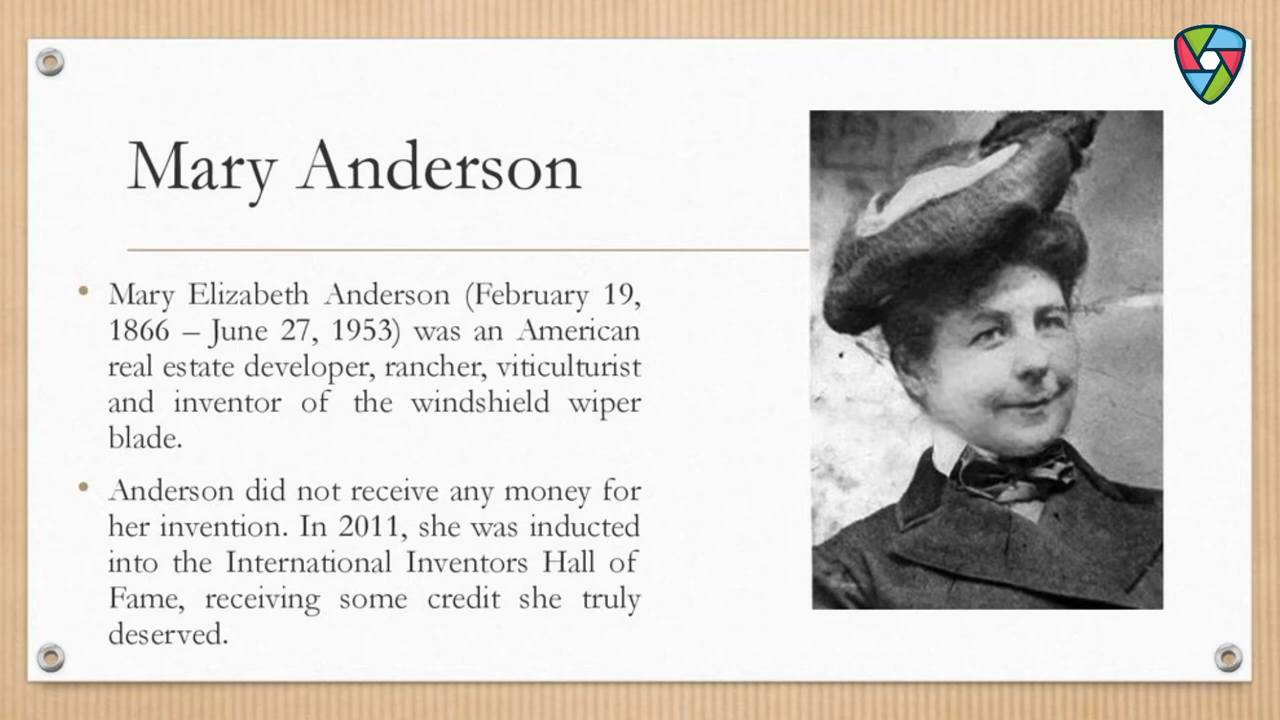 Mary Anderson
• Mary Elizabeth Anderson (February 19,
1866 – June 27, 1953) was an American
real estate developer, rancher, viticulturist
and inventor of the windshield wiper
blade.
• Anderson did not receive any money for
her invention. In 2011, she was inducted
into the International Inventors Hall of
Fame, receiving some credit she truly
deserved.